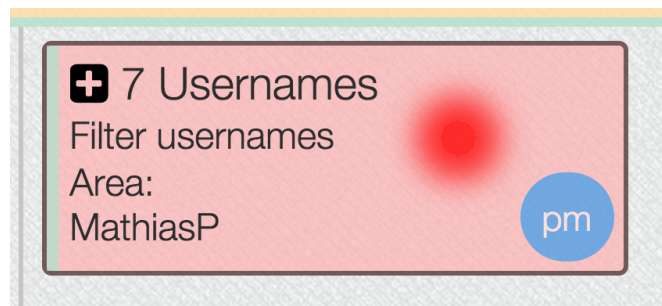 7 Usernames
Filter usernames
Area:
MathiasP
pm